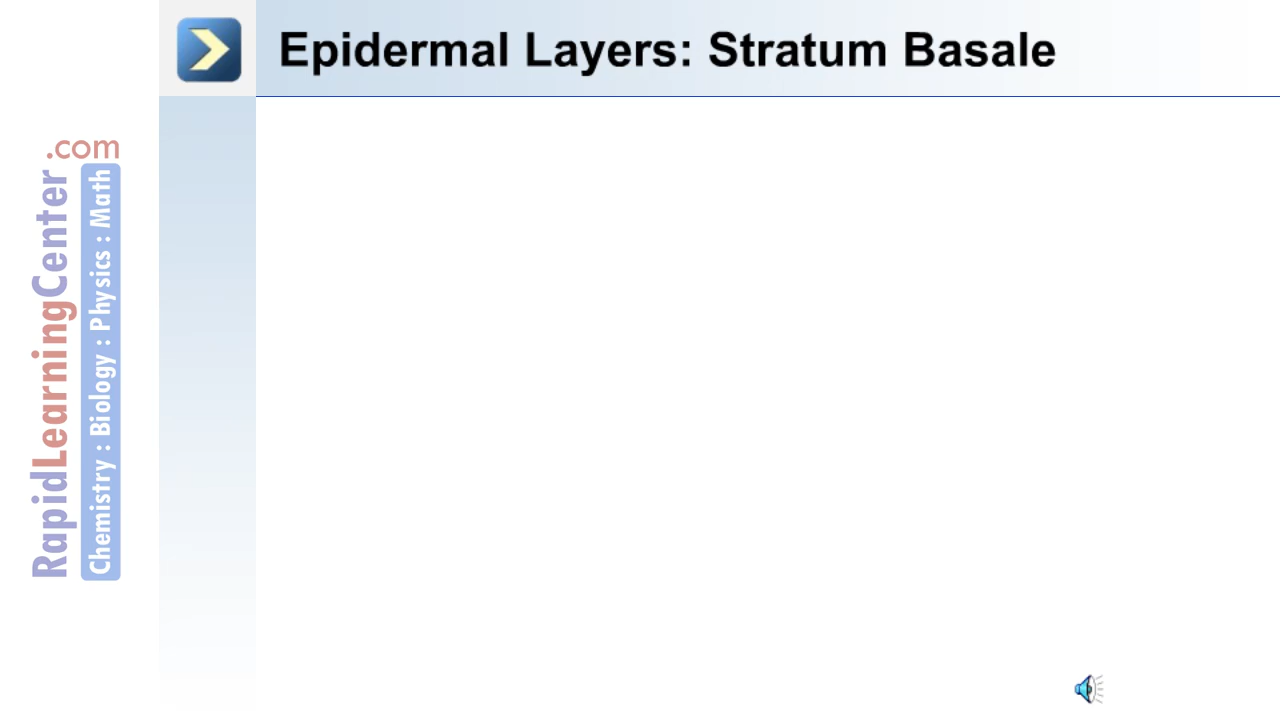 Epidermal Layers: Stratum Basale
RapidLearningCenter.com
Chemistry : Biology : Physics : Math